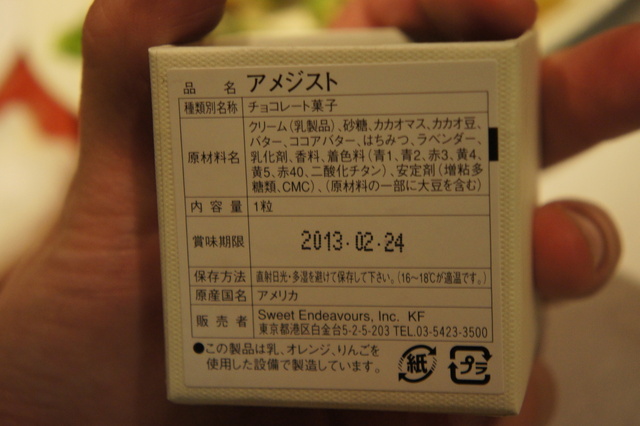 品 名 アメジスト
種類別名称 チョコレート菓子
原材料名 クリーム(乳製品)、砂糖、カカオマス、カカオ豆、
バター、ココアバター、はちみつ、ラベンダー、
乳化剤、香料、着色料(青1、青2、赤3、黄4、
黄5、赤40、二酸化チタン)、安定剤(増粘多
糖類、CMC)、(原材料の一部に大豆を含む)
内 容 量 1粒
賞味期限 2013・02・24
保存方法 直射日光・多湿を避けて保存して下さい。(16〜18℃が適温です。)
原産国名 アメリカ
販 売 者 Sweet Endeavours, Inc. KF
東京都港区白金台5-2-5-203 TEL.03-5423-3500
●この製品は乳、オレンジ、りんごを
使用した設備で製造しています。
紙 プラ